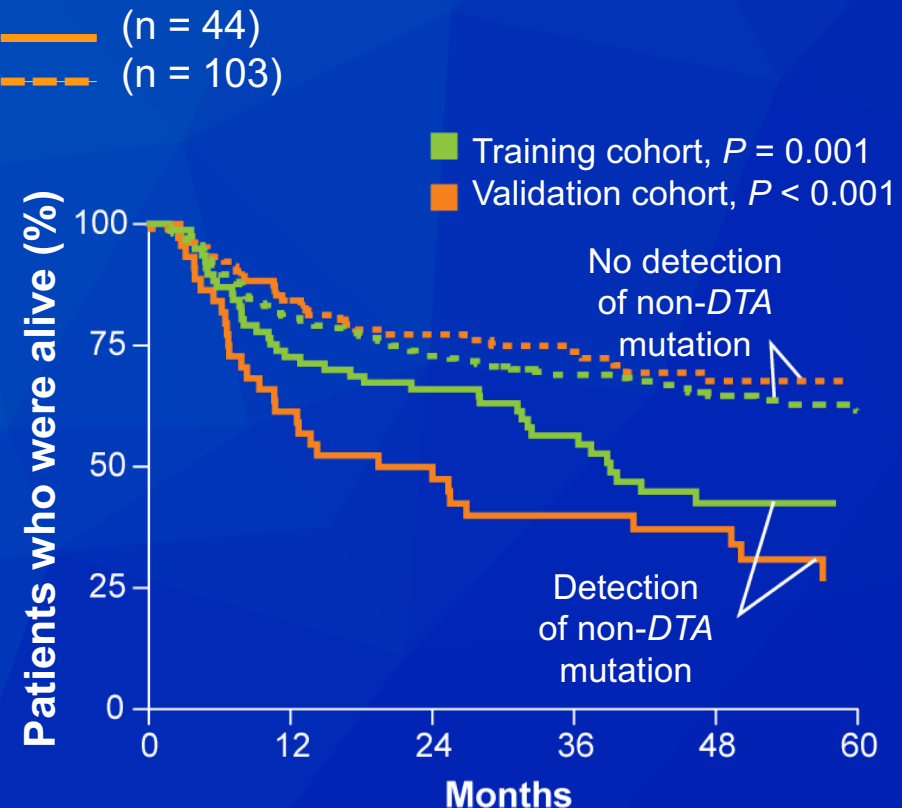 (n = 44)
(n = 103)
Training cohort, P = 0.001
Validation cohort, P < 0.001
Patients who were alive (%)
100
75
50
25
0
No detection
of non-DTA
mutation
Detection
of non-DTA
mutation
0 12 24 36 48 60
Months